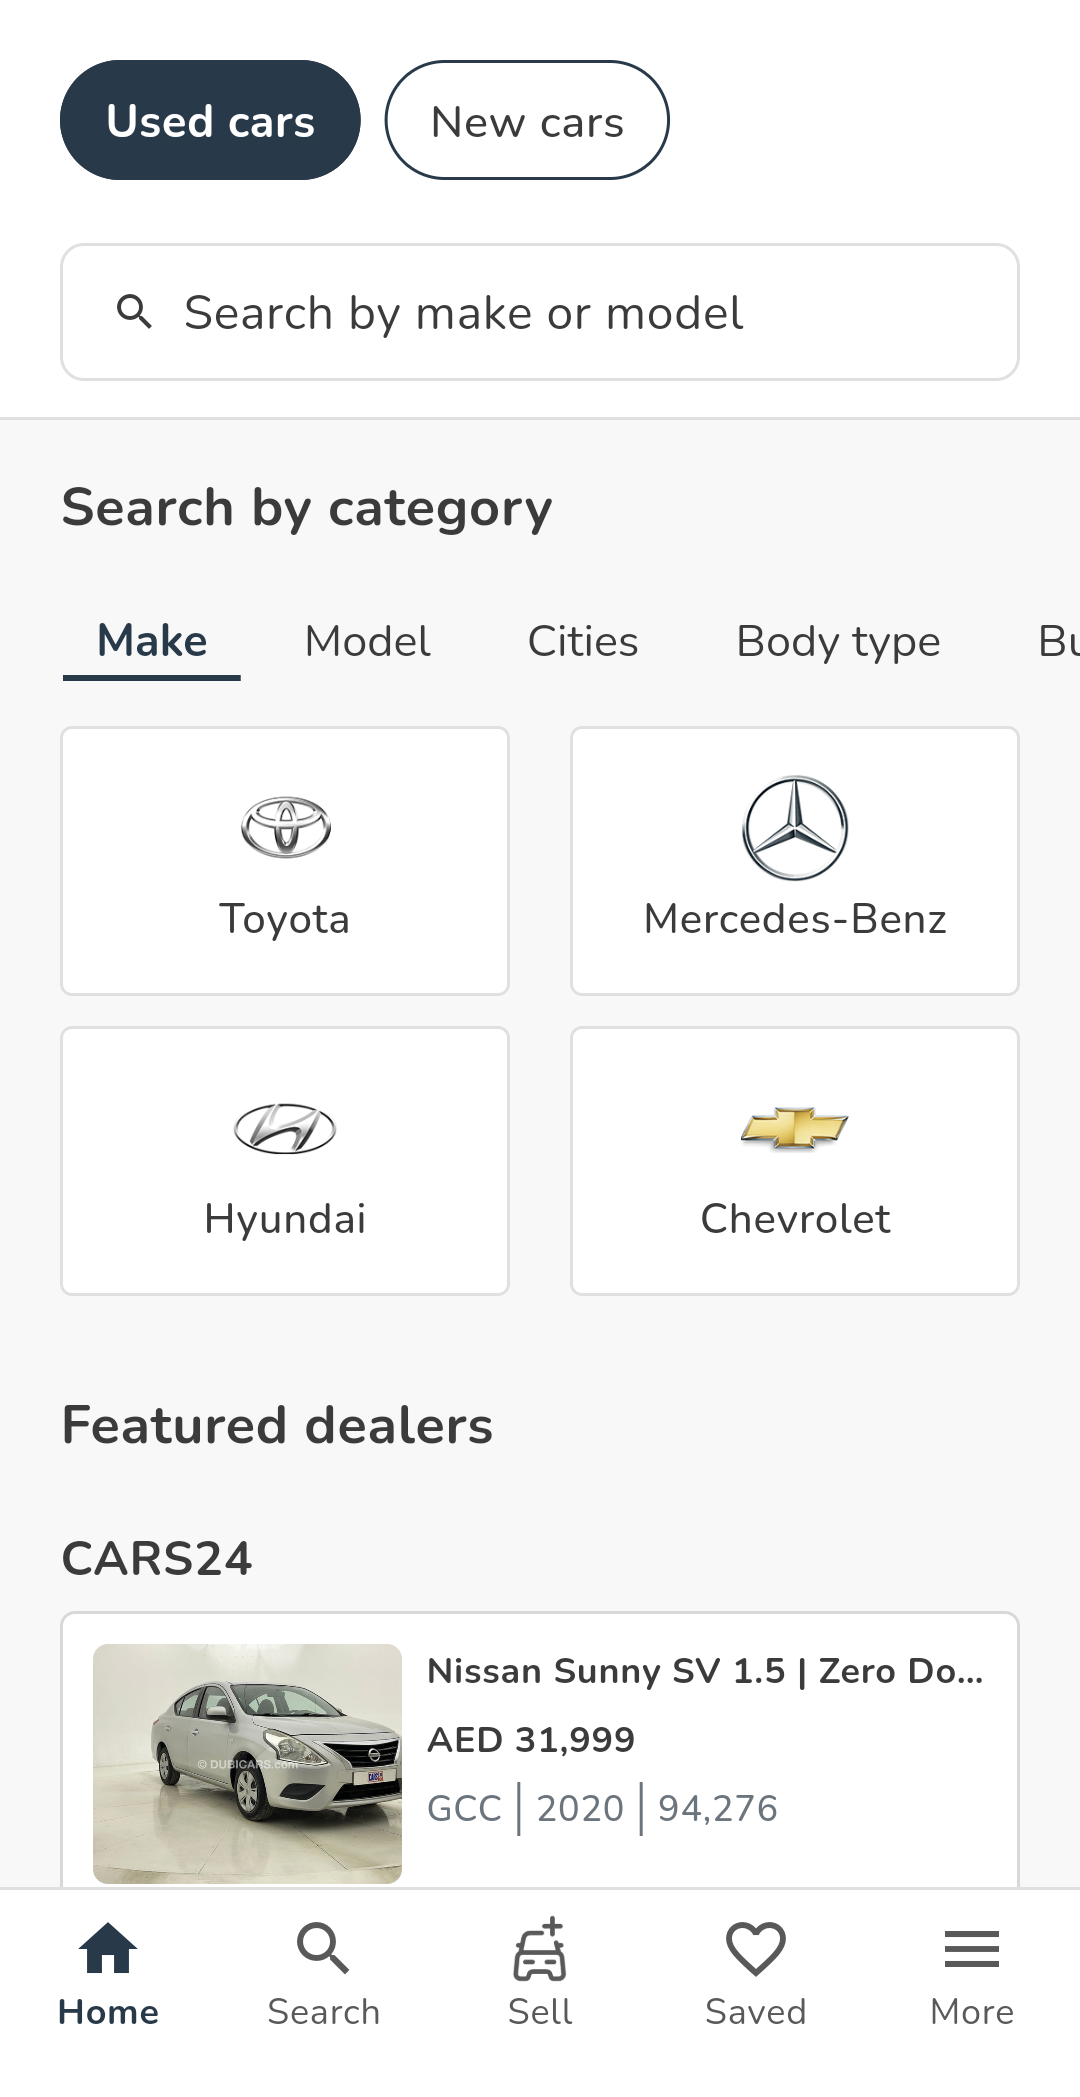 Used cars
New cars
Search by make or model
Search by category
Make Model Cities Body type Bu
Toyota
Mercedes-Benz
Hyundai
Chevrolet
Featured dealers
CARS24
Nissan Sunny SV 1.5 | Zero Do...
AED 31,999
GCC | 2020 | 94,276
© DUBICARS.com
Home Search Sell Saved More